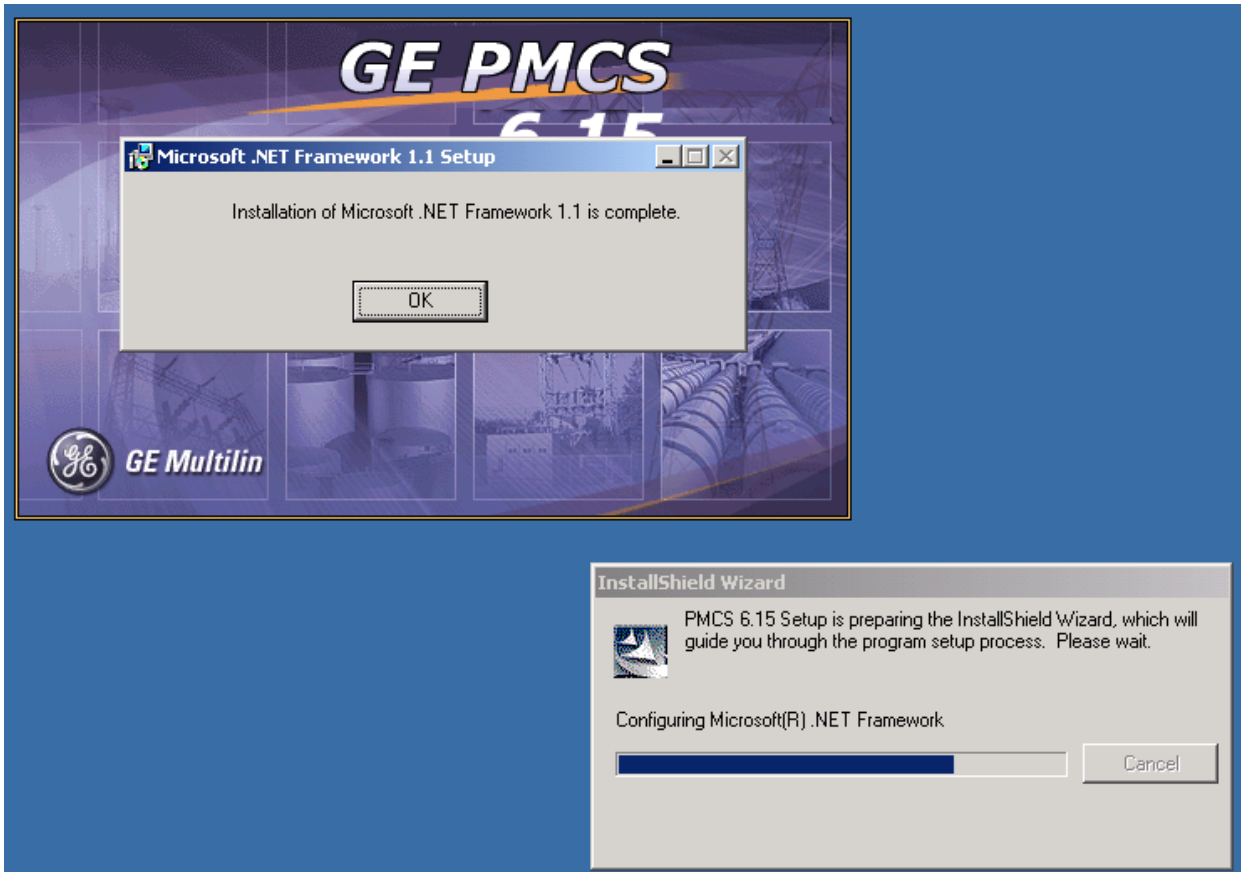 GE PMCS
6.15
Microsoft .NET Framework 1.1 Setup
Installation of Microsoft .NET Framework 1.1 is complete.
OK
GE
GE Multilin
InstallShield Wizard
PMCS 6.15 Setup is preparing the InstallShield Wizard, which will
guide you through the program setup process.  Please wait.
Configuring Microsoft(R) .NET Framework
Cancel